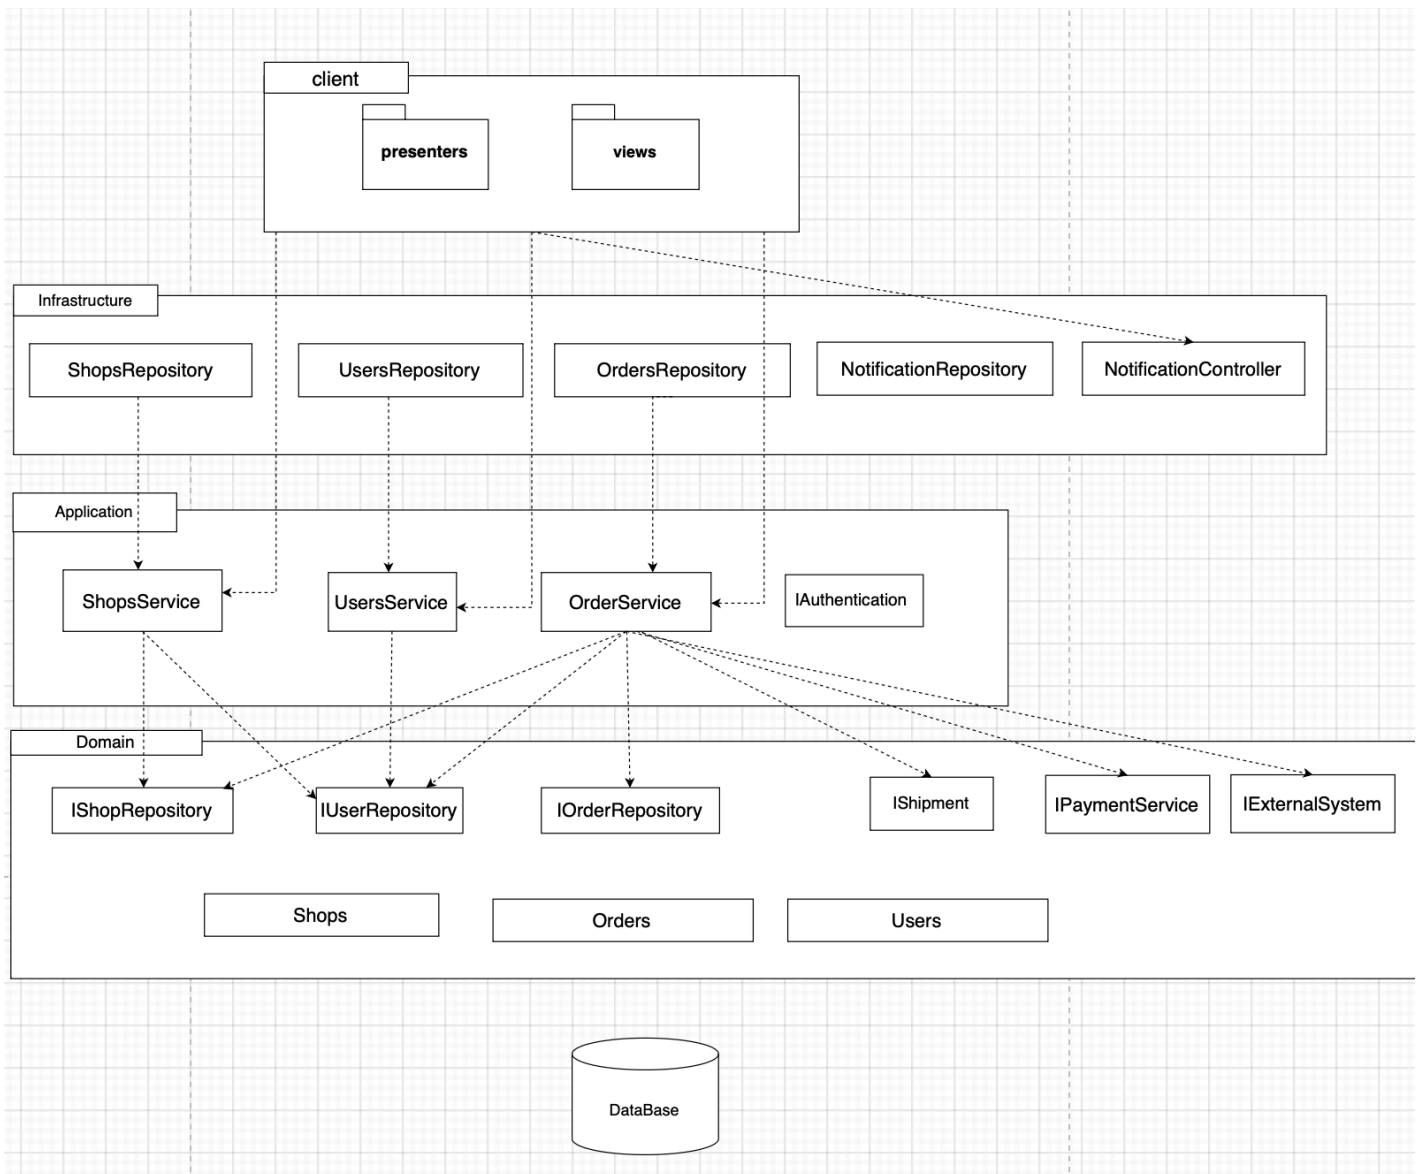 client
presenters
views
Infrastructure
ShopsRepository
UsersRepository
OrdersRepository
NotificationRepository
NotificationController
Application
ShopsService
UsersService
OrderService
IAuthentication
Domain
IShopRepository
IUserRepository
IOrderRepository
IShipment
IPaymentService
IExternalSystem
Shops
Orders
Users
DataBase